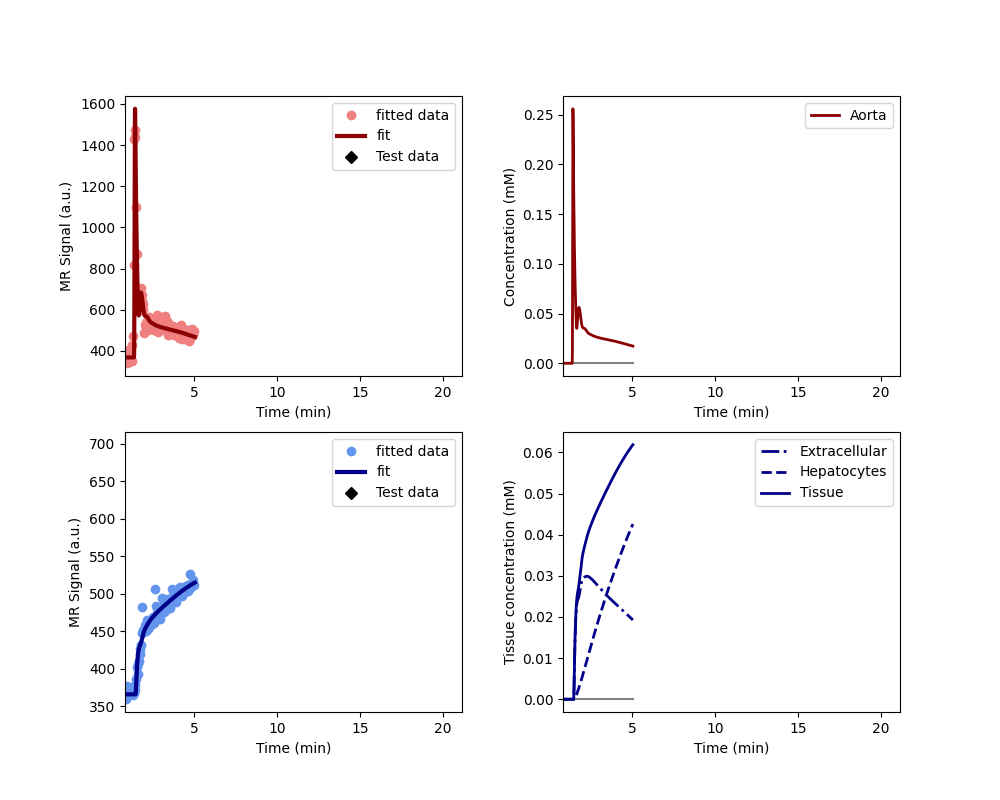 1600
1400
1200
1000
800
600
400
MR Signal (a.u.)
5 10 15 20
Time (min)
fitted data
fit
Test data
0.25
0.20
0.15
0.10
0.05
0.00
Concentration (mM)
5 10 15 20
Time (min)
Aorta
700
650
600
550
500
450
400
350
MR Signal (a.u.)
5 10 15 20
Time (min)
fitted data
fit
Test data
0.06
0.05
0.04
0.03
0.02
0.01
0.00
Tissue concentration (mM)
5 10 15 20
Time (min)
Extracellular
Hepatocytes
Tissue